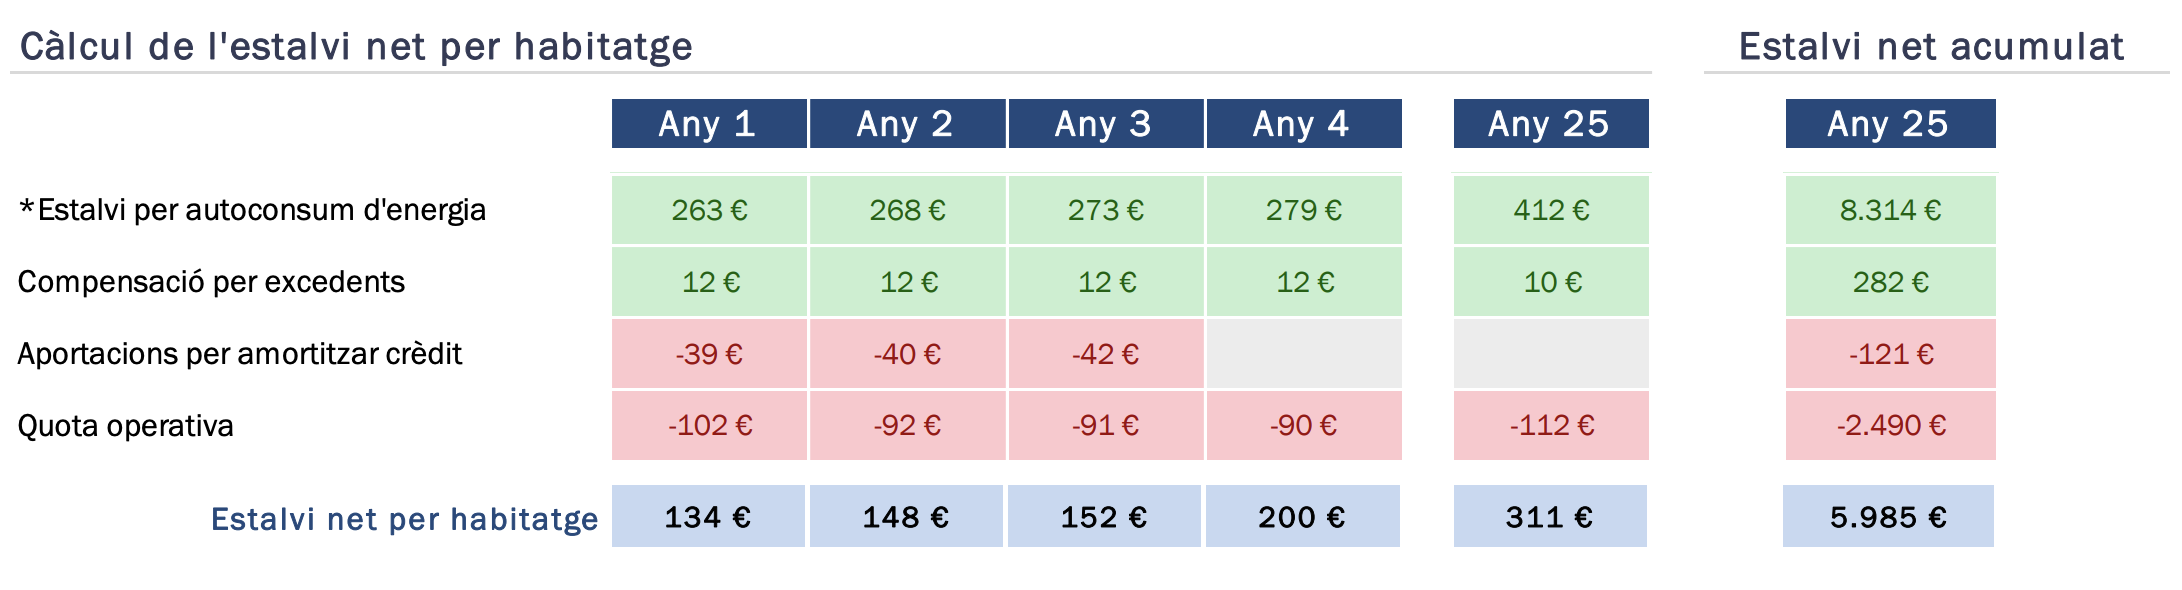 Càlcul de l'estalvi net per habitatge Estalvi net acumulat
Any 1 Any 2 Any 3 Any 4 Any 25 Any 25
*Estalvi per autoconsum d'energia 263 € 268 € 273 € 279 € 412 € 8.314 €
Compensació per excedents 12 € 12 € 12 € 12 € 10 € 282 €
Aportacions per amortitzar crèdit -39 € -40 € -42 € -121 €
Quota operativa -102 € -92 € -91 € -90 € -112 € -2.490 €
Estalvi net per habitatge 134 € 148 € 152 € 200 € 311 € 5.985 €